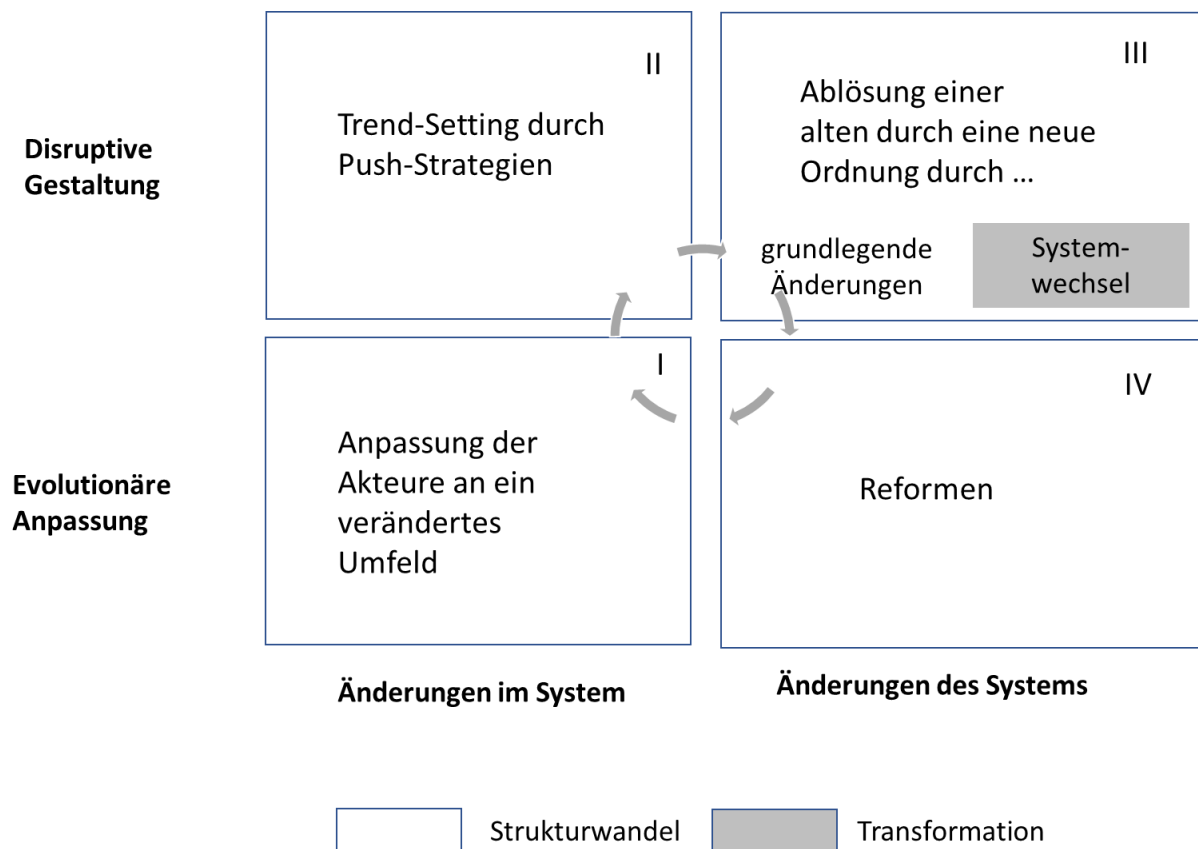 Disruptive
Gestaltung
II
Trend-Setting durch
Push-Strategien
III
Ablösung einer
alten durch eine neue
Ordnung durch ...
grundlegende
Änderungen
System-
wechsel
Evolutionäre
Anpassung
I
Anpassung der
Akteure an ein
verändertes
Umfeld
IV
Reformen
Änderungen im System
Änderungen des Systems
Strukturwandel
Transformation